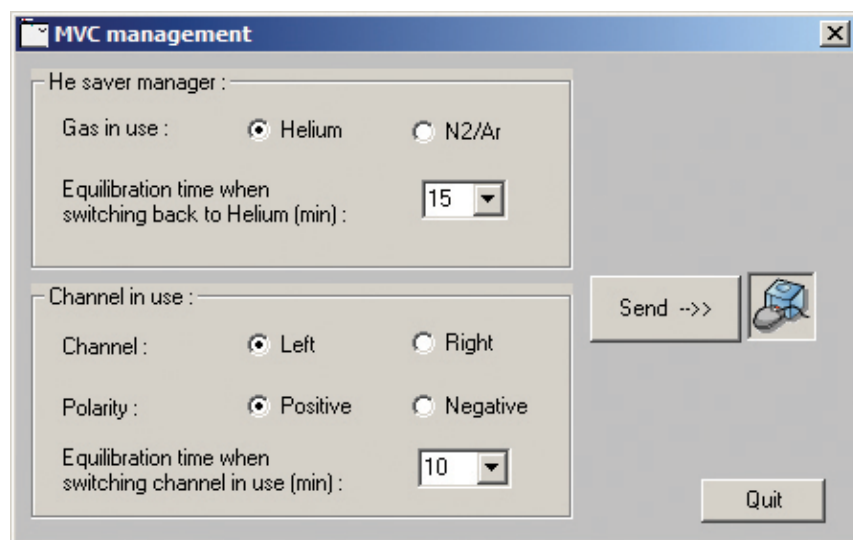 MVC management
He saver manager :
Gas in use :
Helium
N2/Ar
Equilibration time when
switching back to Helium (min) :
15
Channel in use :
Channel :
Left
Right
Polarity :
Positive
Negative
Equilibration time when
switching channel in use (min) :
10
Send -->>
Quit